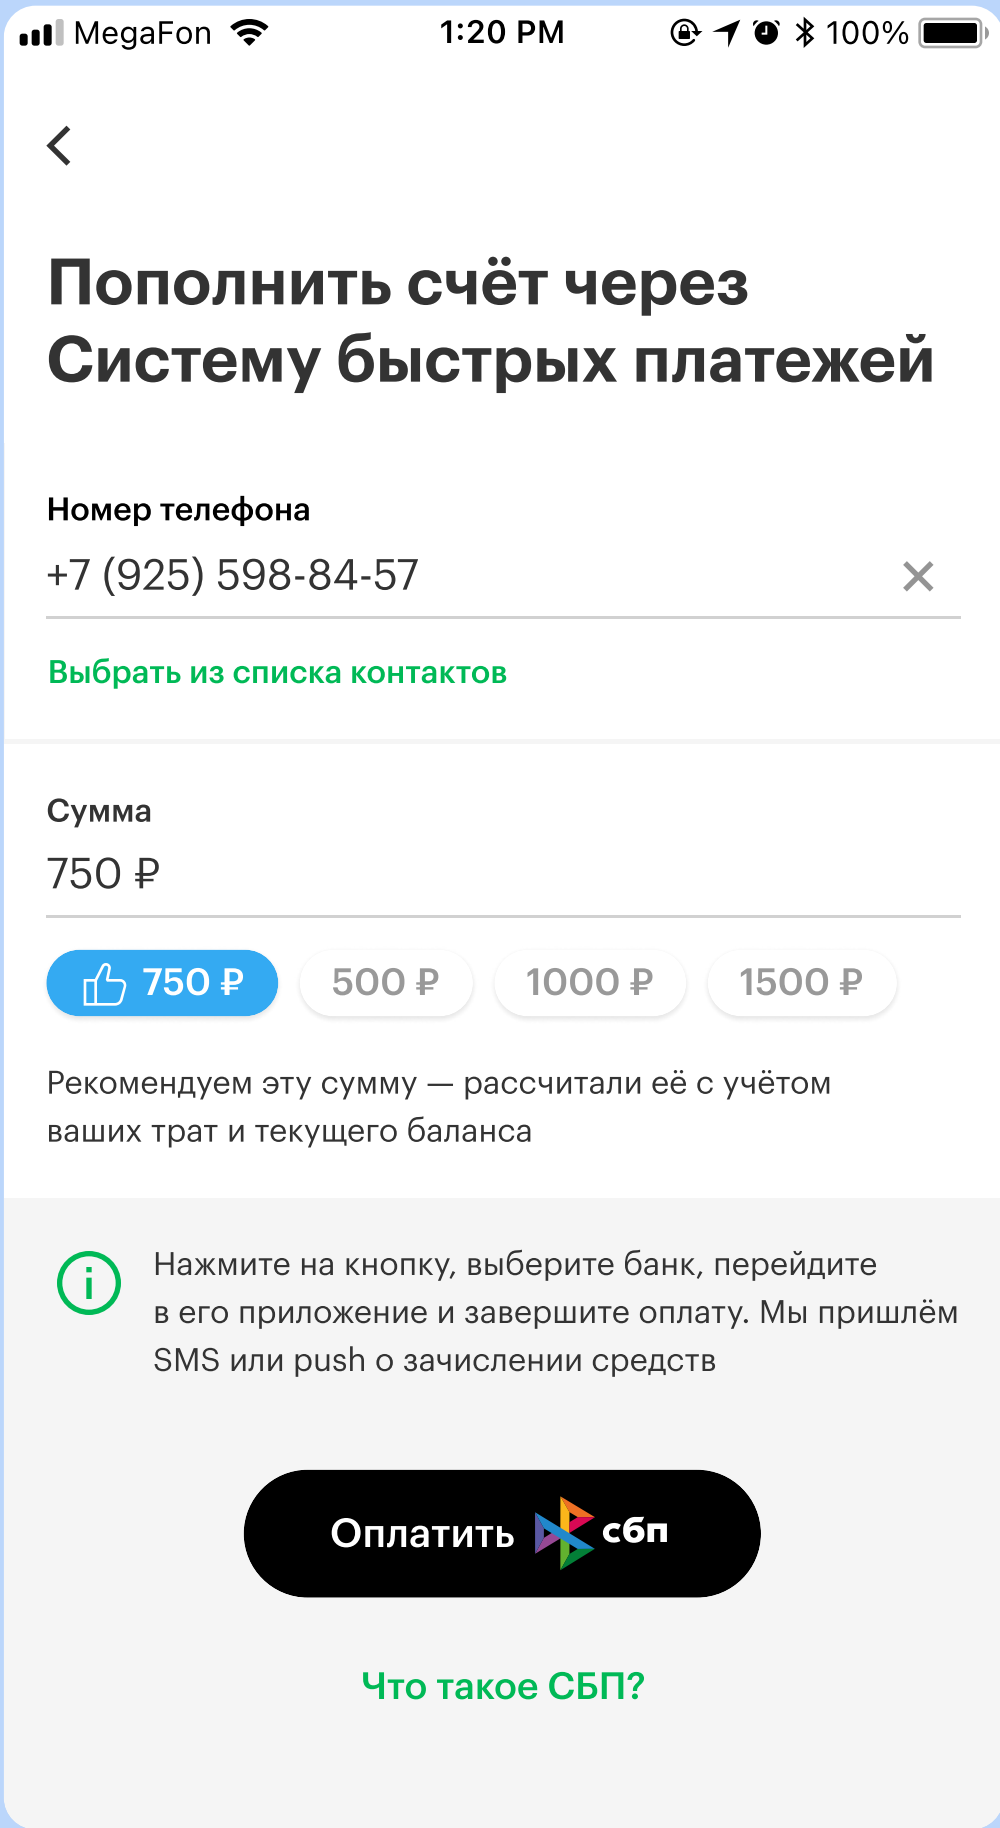 MegaFon 1:20 PM 100%
Пополнить счёт через
Систему быстрых платежей
Номер телефона
+7 (925) 598-84-57
Выбрать из списка контактов
Сумма
750 ₽
750 ₽ 500 ₽ 1000 ₽ 1500 ₽
Рекомендуем эту сумму — рассчитали её с учётом
ваших трат и текущего баланса
Нажмите на кнопку, выберите банк, перейдите
в его приложение и завершите оплату. Мы пришлём
SMS или push о зачислении средств
Оплатить сбп
Что такое СБП?